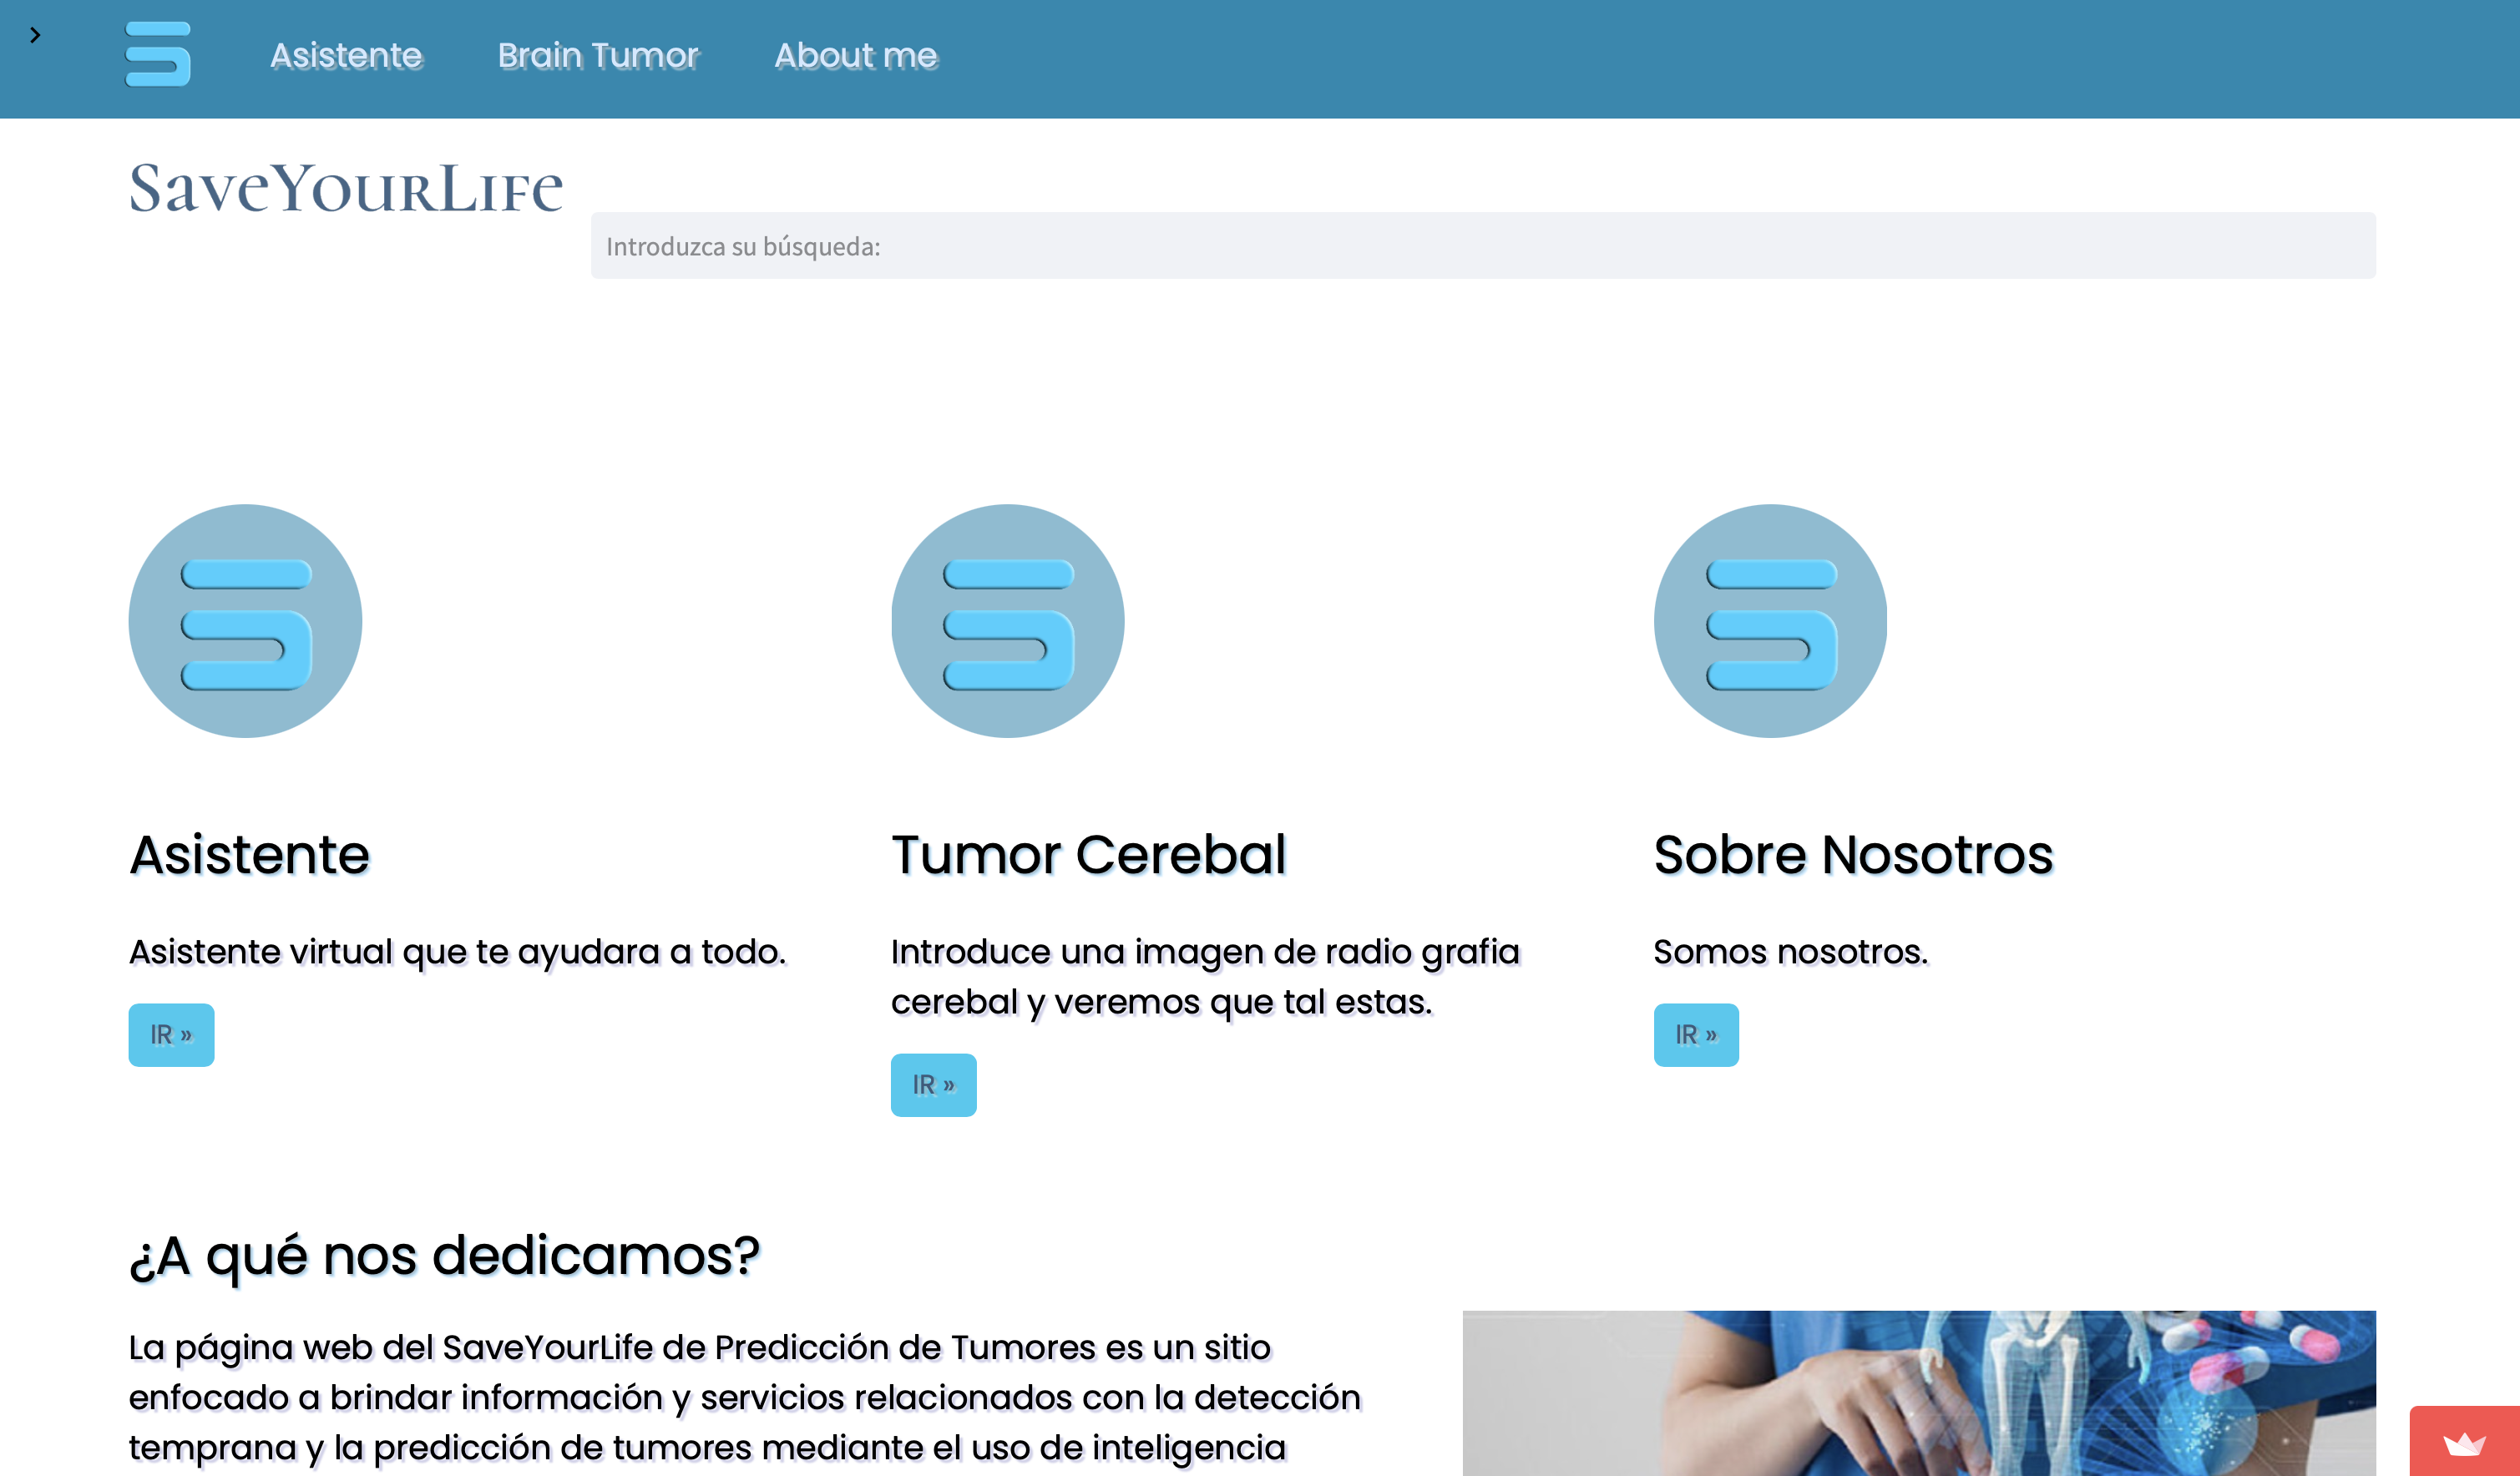 Asistente Brain Tumor About me
SaveYourLife
Introduzca su búsqueda:
Asistente
Asistente virtual que te ayudara a todo.
IR »
Tumor Cerebal
Introduce una imagen de radio grafia
cerebal y veremos que tal estas.
IR »
Sobre Nosotros
Somos nosotros.
IR »
¿A qué nos dedicamos?
La página web del SaveYourLife de Predicción de Tumores es un sitio
enfocado a brindar información y servicios relacionados con la detección
temprana y la predicción de tumores mediante el uso de inteligencia